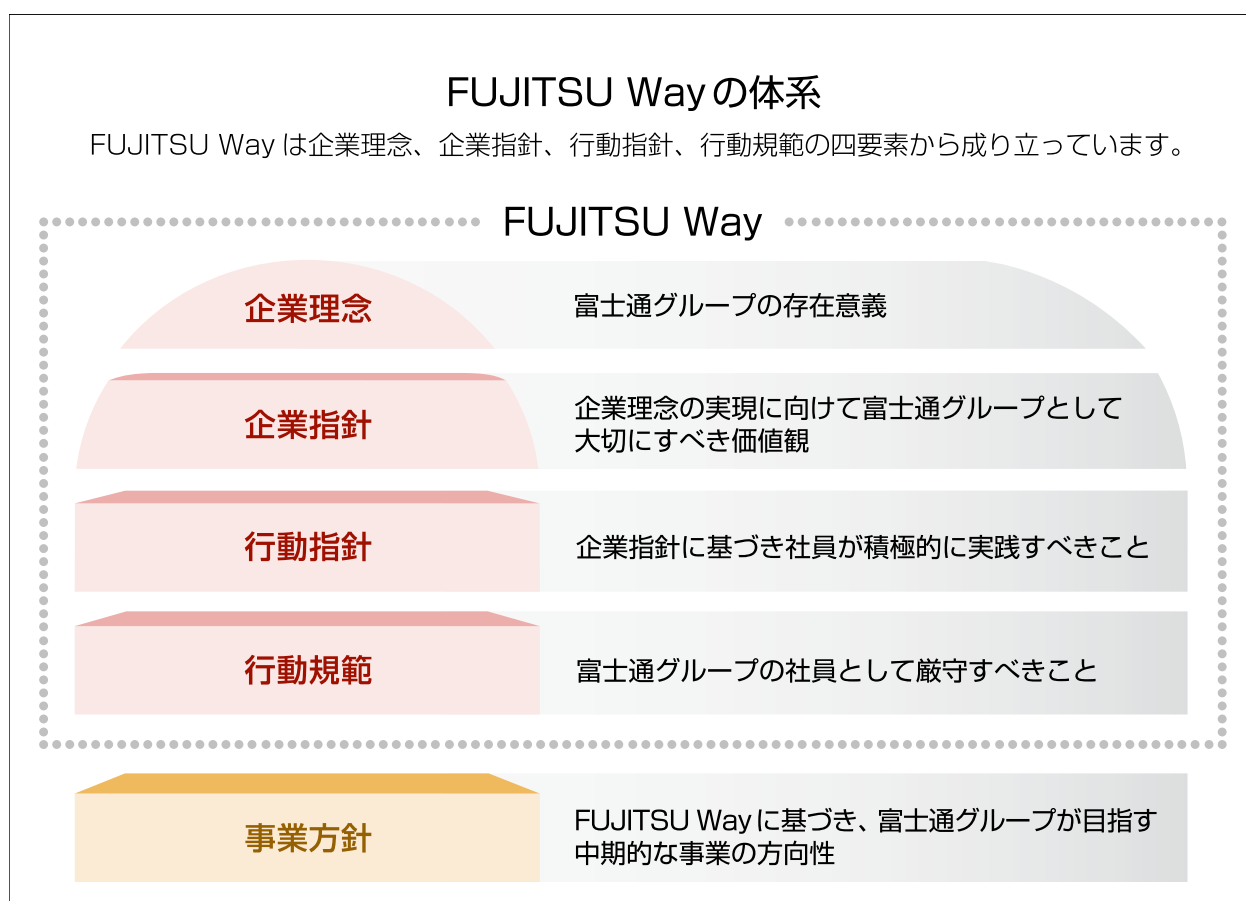 FUJITSU Wayの体系
FUJITSU Wayは企業理念、企業指針、行動指針、行動規範の四要素から成り立っています。
FUJITSU Way
企業理念
富士通グループの存在意義
企業指針
企業理念の実現に向けて富士通グループとして
大切にすべき価値観
行動指針
企業指針に基づき社員が積極的に実践すべきこと
行動規範
富士通グループの社員として厳守すべきこと
事業方針
FUJITSU Wayに基づき、富士通グループが目指す
中期的な事業の方向性